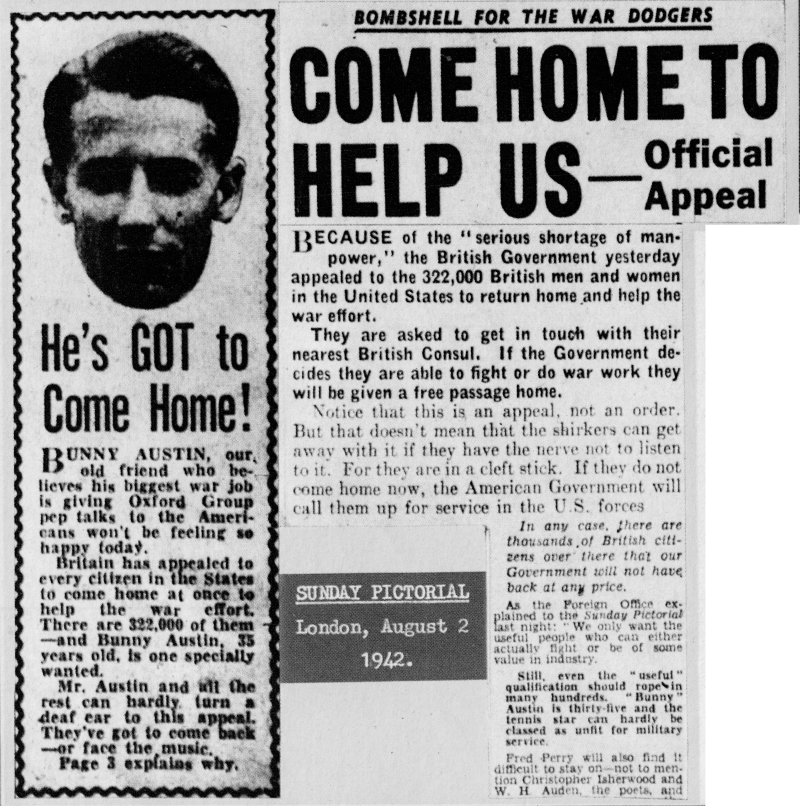 He's GOT to
Come Home!
BUNNY AUSTIN, our
old friend who be-
lieves his biggest war job
is giving Oxford Group
pep talks to the Ameri-
cans won't be feeling so
happy today.
Britain has appealed to
every citizen in the States
to come home at once to
help the war effort.
There are 322,000 of them
—and Bunny Austin, 35
years old, is one specially
wanted.
Mr. Austin and all the
rest can hardly turn a
deaf ear to this appeal.
They've got to come back
—or face the music.
Page 3 explains why.
BOMBSHELL FOR THE WAR DODGERS
COME HOME TO
HELP US—Official
Appeal
BECAUSE of the "serious shortage of man-
power," the British Government yesterday
appealed to the 322,000 British men and women
in the United States to return home and help the
war effort.
They are asked to get in touch with their
nearest British Consul. If the Government de-
cides they are able to fight or do war work they
will be given a free passage home.
Notice that this is an appeal, not an order.
But that doesn't mean that the shirkers can get
away with it if they have the nerve not to listen
to it. For they are in a cleft stick. If they do not
come home now, the American Government will
call them up for service in the U.S. forces
In any case, there are
thousands of British citi-
zens over there that our
Government will not have
back at any price.
As the Foreign Office ex-
plained to the Sunday Pictorial
last night: "We only want the
useful people who can either
actually fight or be of some
value in industry.
Still, even the "useful"
qualification should rope in
many hundreds. "Bunny"
Austin is thirty-five and the
tennis star can hardly be
classed as unfit for military
service.
Fred Perry will also find it
difficult to stay on—not to men-
tion Christopher Isherwood and
W. H. Auden, the poets, and
SUNDAY PICTORIAL
London, August 2
1942.